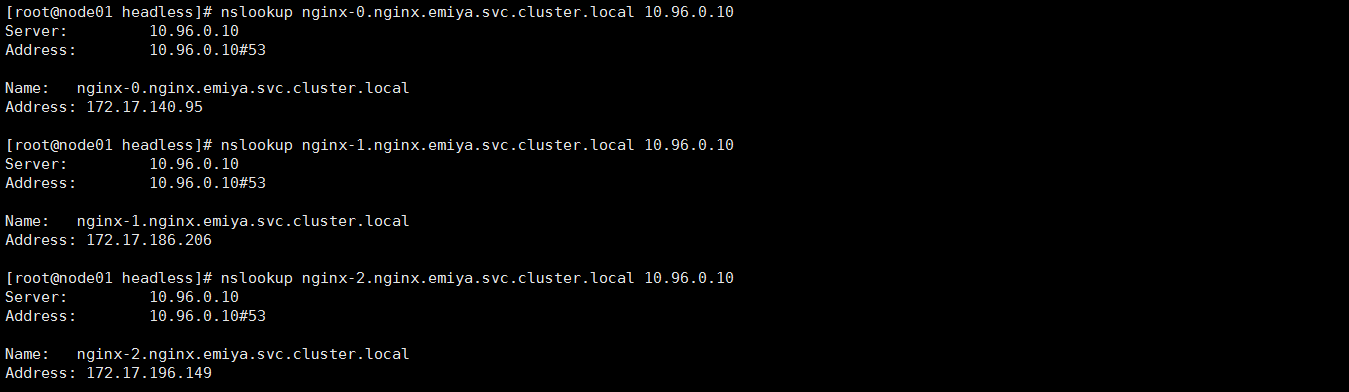 [root@node01 headless]# nslookup nginx-0.nginx.emiya.svc.cluster.local 10.96.0.10
Server:         10.96.0.10
Address:        10.96.0.10#53

Name:   nginx-0.nginx.emiya.svc.cluster.local
Address: 172.17.140.95

[root@node01 headless]# nslookup nginx-1.nginx.emiya.svc.cluster.local 10.96.0.10
Server:         10.96.0.10
Address:        10.96.0.10#53

Name:   nginx-1.nginx.emiya.svc.cluster.local
Address: 172.17.186.206

[root@node01 headless]# nslookup nginx-2.nginx.emiya.svc.cluster.local 10.96.0.10
Server:         10.96.0.10
Address:        10.96.0.10#53

Name:   nginx-2.nginx.emiya.svc.cluster.local
Address: 172.17.196.149